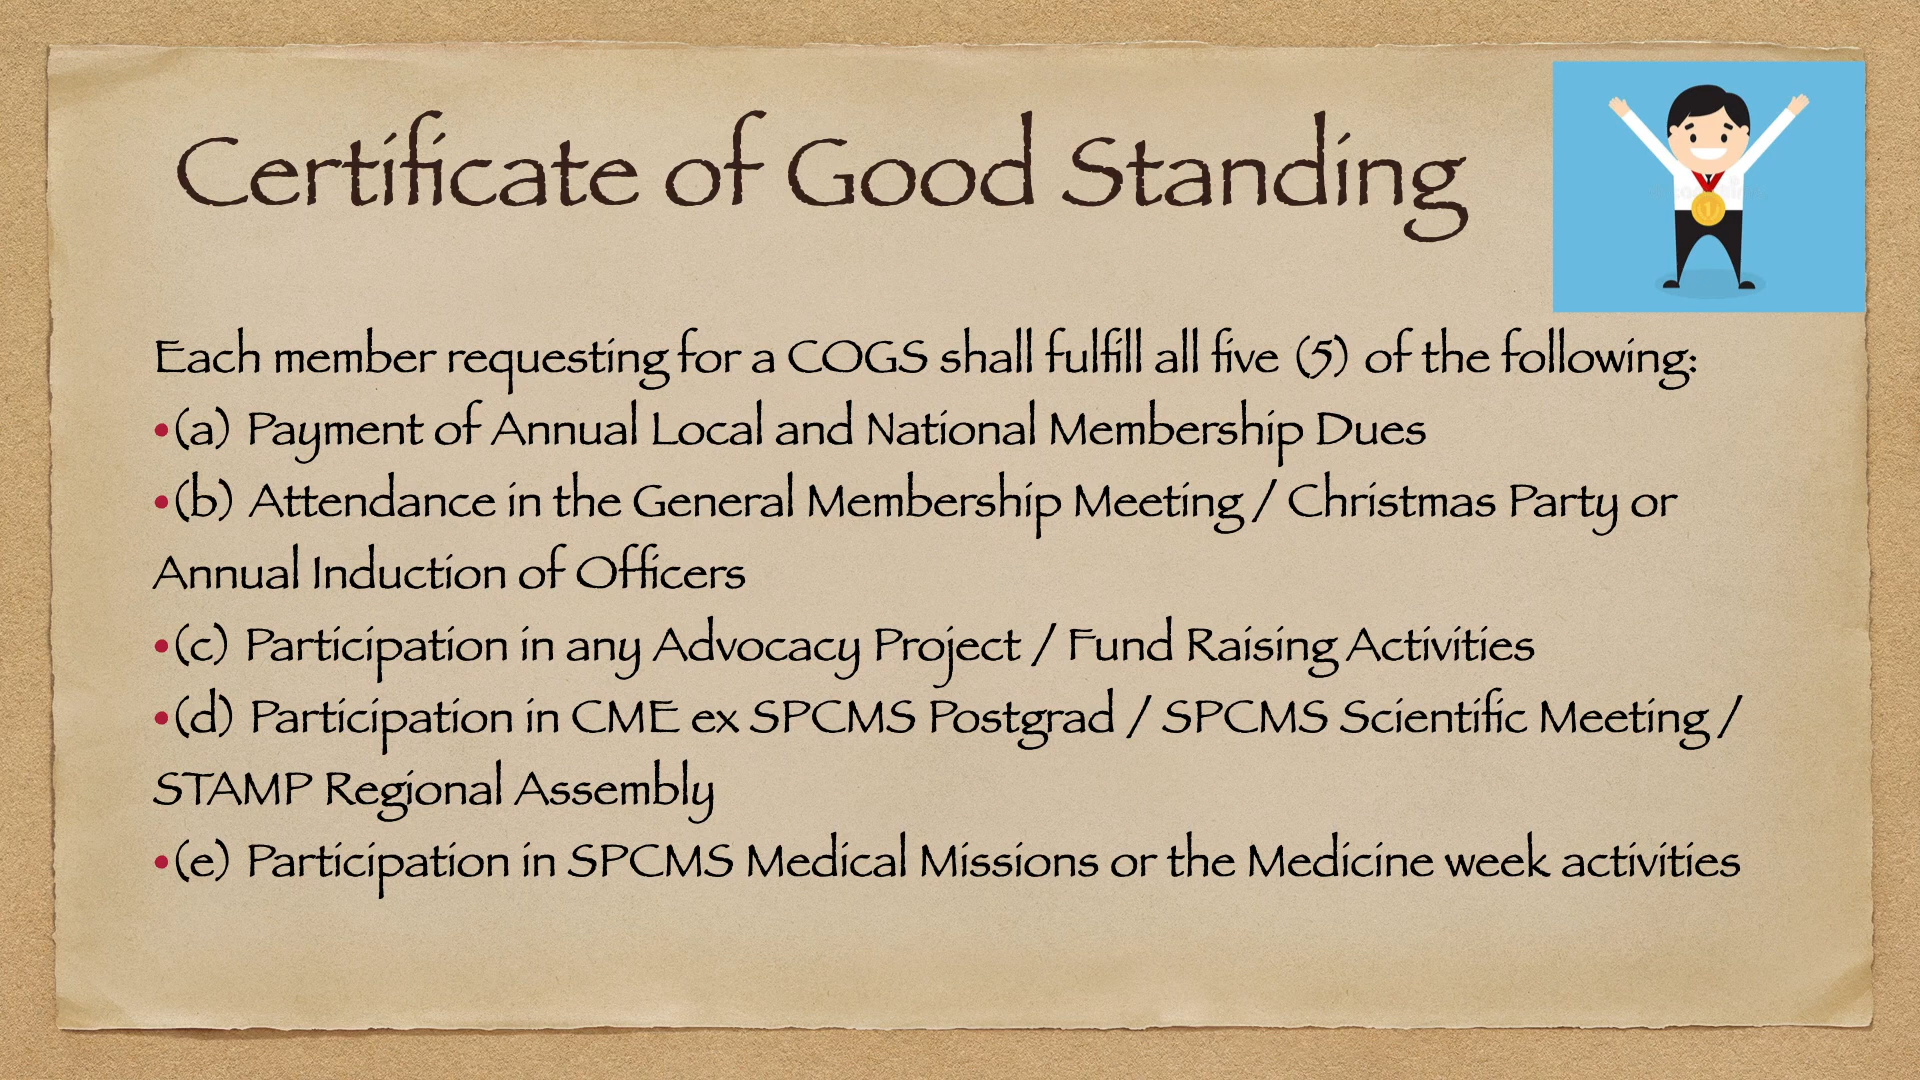 Certificate of Good Standing
Each member requesting for a COGS shall fulfill all five (5) of the following:
•(a) Payment of Annual Local and National Membership Dues
•(b) Attendance in the General Membership Meeting / Christmas Party or
Annual Induction of Officers
•(c) Participation in any Advocacy Project / Fund Raising Activities
•(d) Participation in CME ex SPCMS Postgrad / SPCMS Scientific Meeting /
STAMP Regional Assembly
•(e) Participation in SPCMS Medical Missions or the Medicine week activities
1